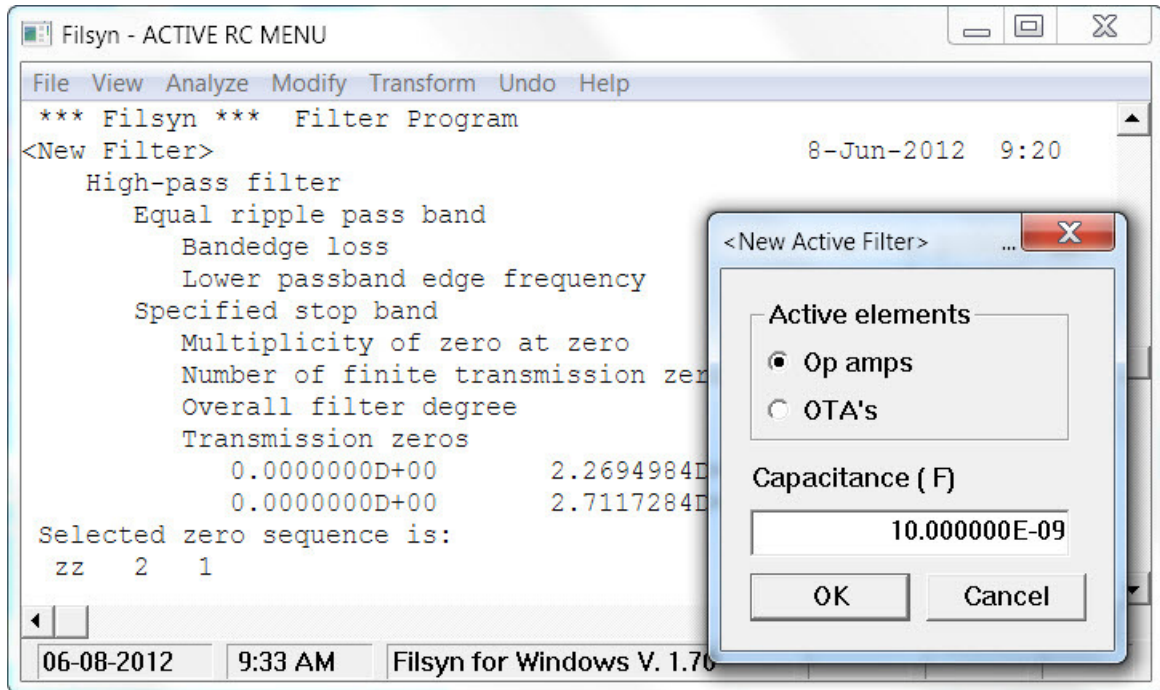 Filsyn - ACTIVE RC MENU
File View Analyze Modify Transform Undo Help
*** Filsyn *** Filter Program
<New Filter> 8-Jun-2012 9:20
High-pass filter
Equal ripple pass band
Bandedge loss
Lower passband edge frequency
Specified stop band
Multiplicity of zero at zero
Number of finite transmission zer
Overall filter degree
Transmission zeros
0.0000000D+00 2.2694984D
0.0000000D+00 2.7117284D
Selected zero sequence is:
zz 2 1
06-08-2012 9:33 AM Filsyn for Windows V. 1.70
<New Active Filter> ...
Active elements
Op amps
OTA's
Capacitance ( F)
10.000000E-09
OK Cancel